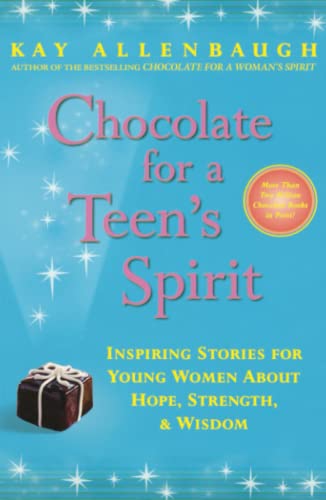 KAY ALLENBAUGH
AUTHOR OF THE BESTSELLING CHOCOLATE FOR A WOMAN'S SPIRIT
Chocolate
for a
Teen's
Spirit
More Than
Two Million
Chocolate Books
in Print!
INSPIRING STORIES FOR
YOUNG WOMEN ABOUT
HOPE, STRENGTH,
& WISDOM